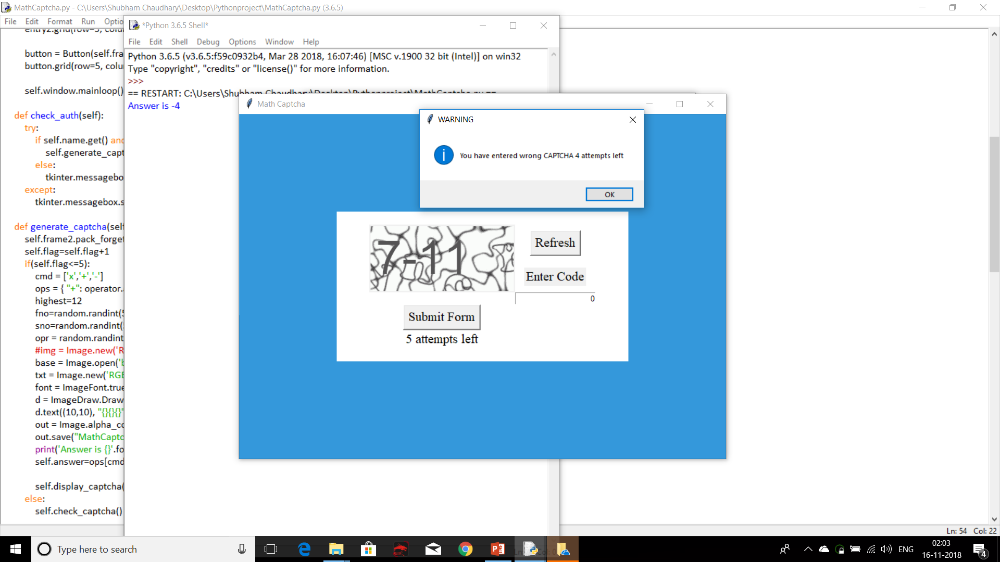 MathCaptcha.py - C:\Users\Shubham Chaudhary\Desktop\Pythonproject\MathCaptcha.py (3.6.5)
File Edit Format Run Optio
button = Button(self.fra
button.grid(row=5, colu
self.window.mainloop()
def check_auth(self):
try:
if self.name.get() and
self.generate_capt
else:
tkinter.messagebo
except:
tkinter.messagebox.s
def generate_captcha(self
self.frame2.pack_forget
self.flag=self.flag+1
if(self.flag<=5):
cmd = ['x','+','-']
ops = { "+": operator.
highest=12
fno=random.randint(5
sno=random.randint(
opr = random.randint
#img = Image.new('R
base = Image.open('b
txt = Image.new('RGB
font = ImageFont.true
d = ImageDraw.Draw
d.text((10,10), "{}{}{}"
out = Image.alpha_co
out.save("MathCaptc
print('Answer is {}'.fo
self.answer=ops[cmd
self.display_captcha(
else:
self.check_captcha()
*Python 3.6.5 Shell*
File Edit Shell Debug Options Window Help
Python 3.6.5 (v3.6.5:f59c0932b4, Mar 28 2018, 16:07:46) [MSC v.1900 32 bit (Intel)] on win32
Type "copyright", "credits" or "license()" for more information.
>>>
== RESTART: C:\Users\Shubham Chaudhary\Desktop\Pythonproject\MathCaptcha.py ==
Answer is -4
Math Captcha
WARNING
You have entered wrong CAPTCHA 4 attempts left
OK
7-11
Refresh
Enter Code
0
Submit Form
5 attempts left
Ln: 54 Col: 22
Type here to search
ENG
02:03
16-11-2018
4